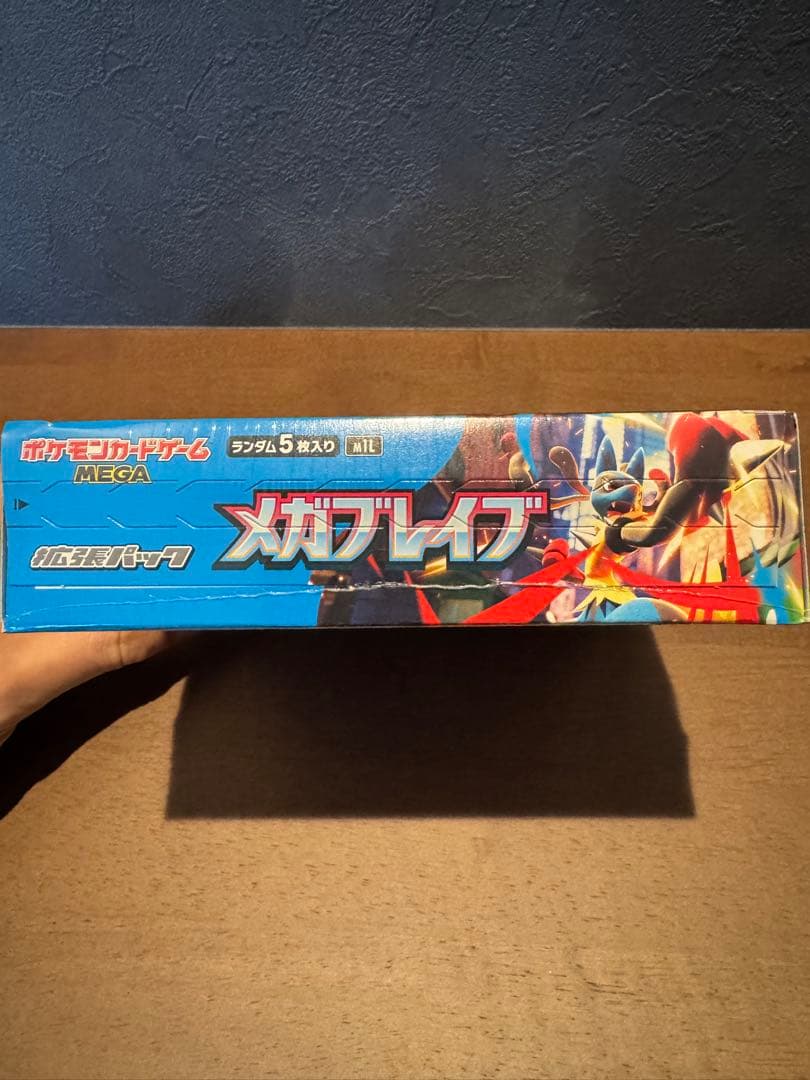 ポケモンカードゲーム
MEGA
ランダム5枚入り M1L
メガブレイブ
拡張パック